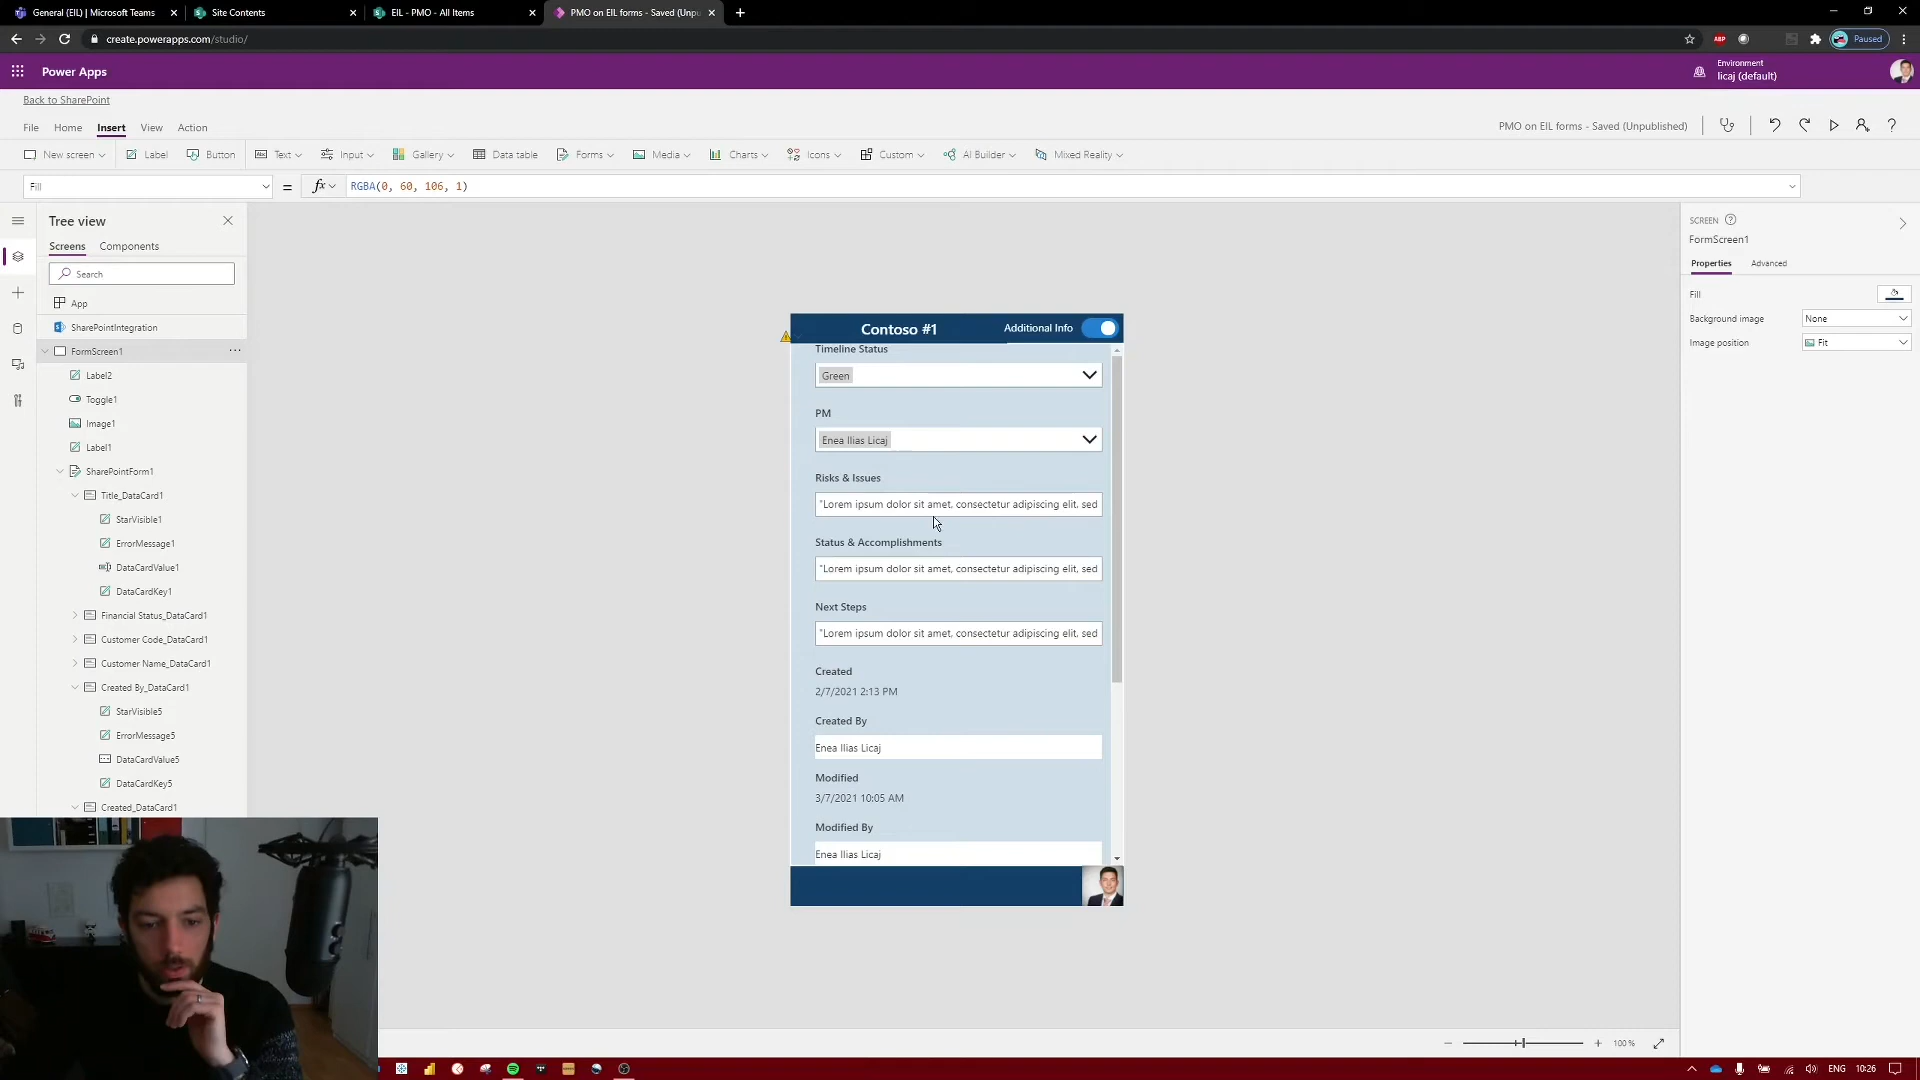 General (EIL) | Microsoft Teams
Site Contents
EIL - PMO - All Items
PMO on EIL forms - Saved (Unpu
create.powerapps.com/studio/
ABP
Paused
Power Apps
Environment
licaj (default)
Back to SharePoint
File
Home
Insert
View
Action
PMO on EIL forms - Saved (Unpublished)
New screen
Label
Button
Text
Input
Gallery
Data table
Forms
Media
Charts
Icons
Custom
AI Builder
Mixed Reality
Fill
=
fx
RGBA(0, 60, 106, 1)
Tree view
Screens
Components
Search
App
SharePointIntegration
FormScreen1
Label2
Toggle1
Image1
Label1
SharePointForm1
Title_DataCard1
StarVisible1
ErrorMessage1
DataCardValue1
DataCardKey1
Financial Status_DataCard1
Customer Code_DataCard1
Customer Name_DataCard1
Created By_DataCard1
StarVisible5
ErrorMessage5
DataCardValue5
DataCardKey5
Created_DataCard1
Contoso #1
Additional Info
Timeline Status
Green
PM
Enea Ilias Licaj
Risks & Issues
"Lorem ipsum dolor sit amet, consectetur adipiscing elit, sed
Status & Accomplishments
"Lorem ipsum dolor sit amet, consectetur adipiscing elit, sed
Next Steps
"Lorem ipsum dolor sit amet, consectetur adipiscing elit, sed
Created
2/7/2021 2:13 PM
Created By
Enea Ilias Licaj
Modified
3/7/2021 10:05 AM
Modified By
Enea Ilias Licaj
SCREEN
FormScreen1
Properties
Advanced
Fill
Background image
None
Image position
Fit
100 %
ENG
10:26